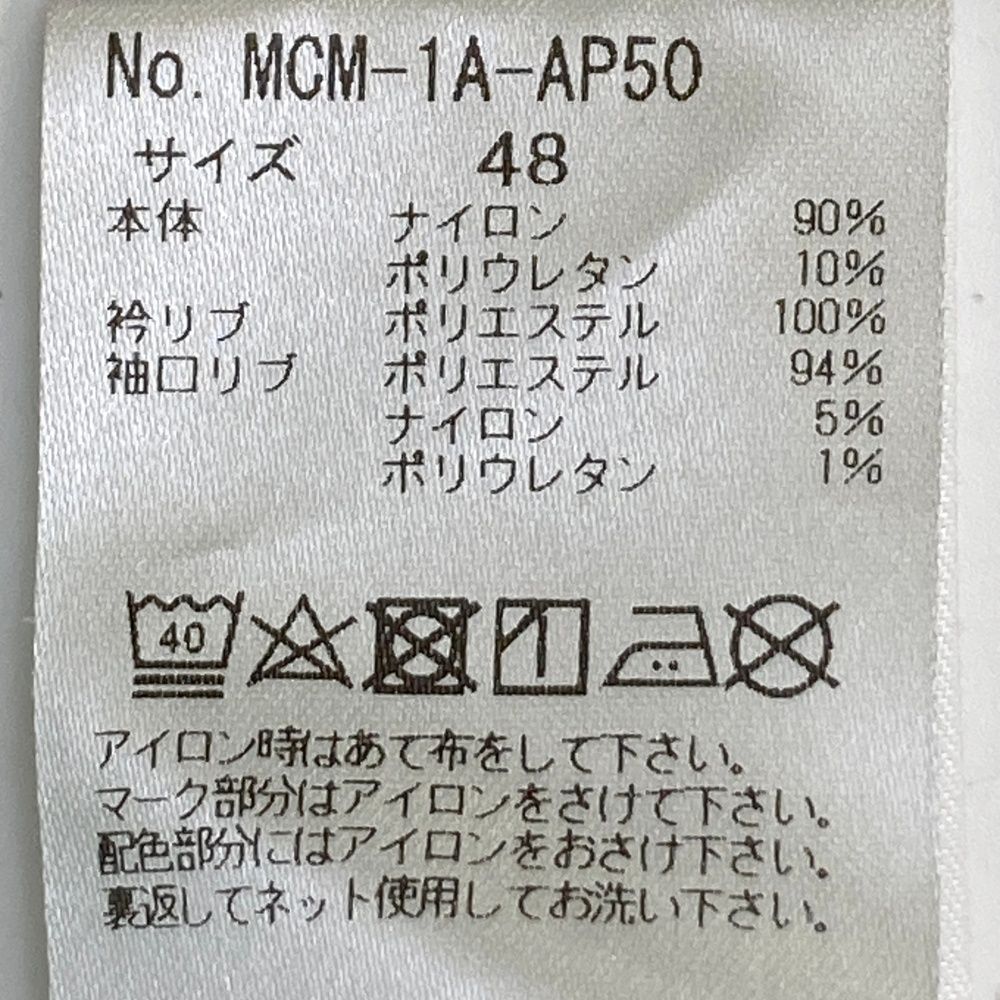 No. MCM-1A-AP50
サイズ 48
本体 ナイロン 90%
ポリウレタン 10%
衿リブ ポリエステル 100%
袖口リブ ポリエステル 94%
ナイロン 5%
ポリウレタン 1%
40
アイロン時はあて布をして下さい。
マーク部分はアイロンをさけて下さい。
配色部分にはアイロンをおさけ下さい。
裏返してネット使用してお洗い下さい。